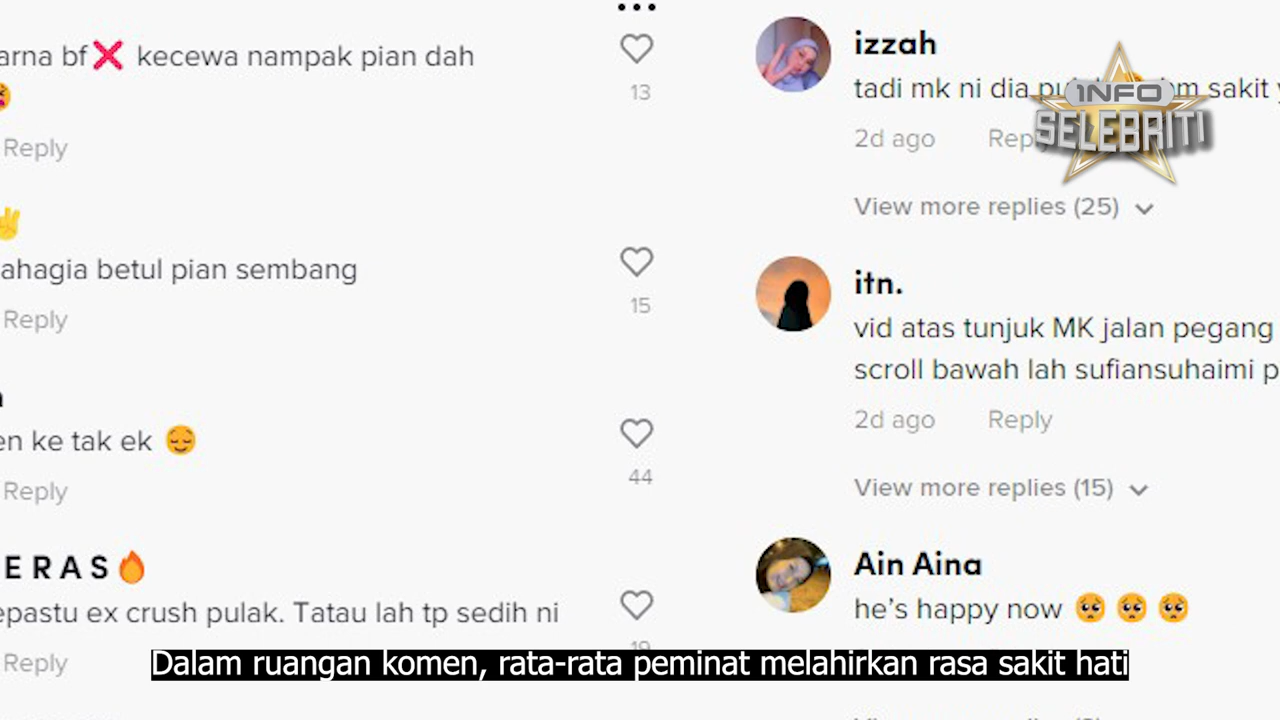 arna bf❌ kecewa nampak pian dah
13
Reply
ahagia betul pian sembang
15
Reply
en ke tak ek 😌
44
Reply
E R A S🔥
epastu ex crush pulak. Tatau lah tp sedih ni
19
Reply
izzah
tadi mk ni dia sakit
2d ago Reply
View more replies (25)
itn.
vid atas tunjuk MK jalan pegang
scroll bawah lah sufiansuhaimi p
2d ago Reply
View more replies (15)
Ain Aina
he's happy now 🥺 🥺 🥺
INFO
SELEBRITI
Dalam ruangan komen, rata-rata peminat melahirkan rasa sakit hati